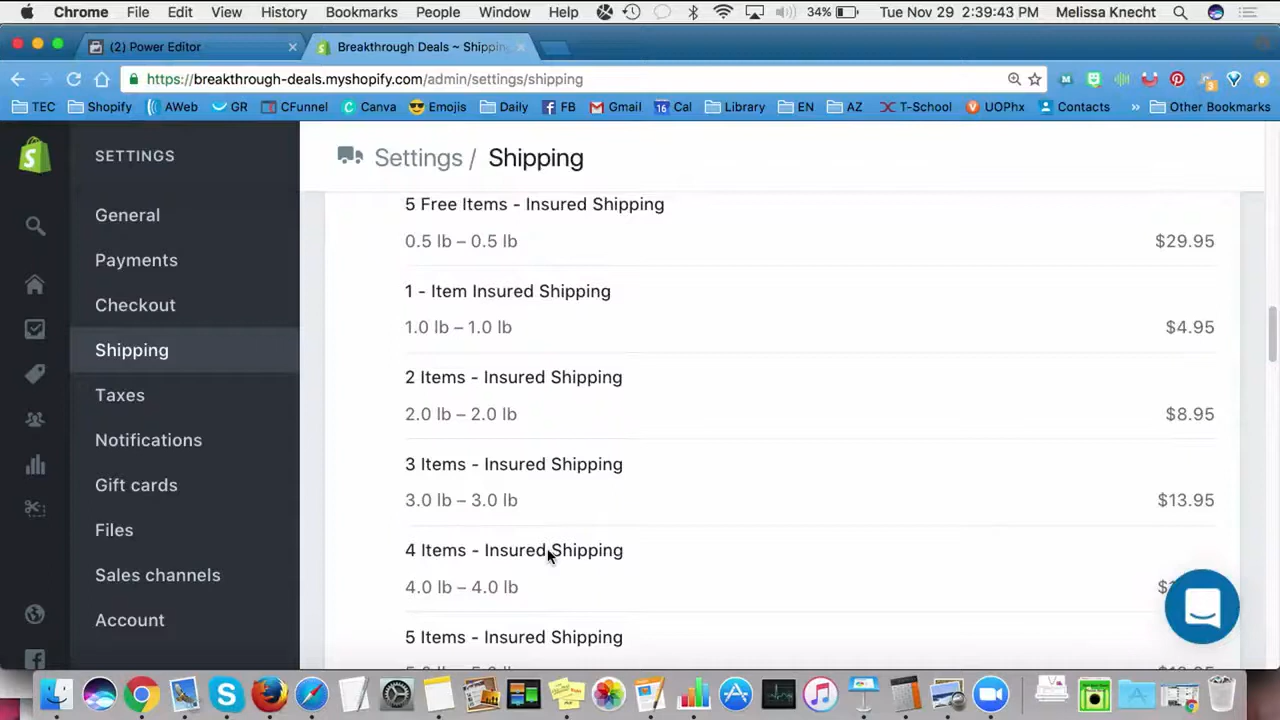 Chrome File Edit View History Bookmarks People Window Help 34% Tue Nov 29 2:39:43 PM Melissa Knecht
(2) Power Editor
Breakthrough Deals ~ Shippin
https://breakthrough-deals.myshopify.com/admin/settings/shipping
TEC Shopify AWeb GR CFunnel Canva Emojis Daily FB Gmail 16 Cal Library EN AZ T-School UOPhx Contacts » Other Bookmarks
SETTINGS
General
Payments
Checkout
Shipping
Taxes
Notifications
Gift cards
Files
Sales channels
Account
Settings / Shipping
5 Free Items - Insured Shipping
0.5 lb – 0.5 lb $29.95
1 - Item Insured Shipping
1.0 lb – 1.0 lb $4.95
2 Items - Insured Shipping
2.0 lb – 2.0 lb $8.95
3 Items - Insured Shipping
3.0 lb – 3.0 lb $13.95
4 Items - Insured Shipping
4.0 lb – 4.0 lb
5 Items - Insured Shipping